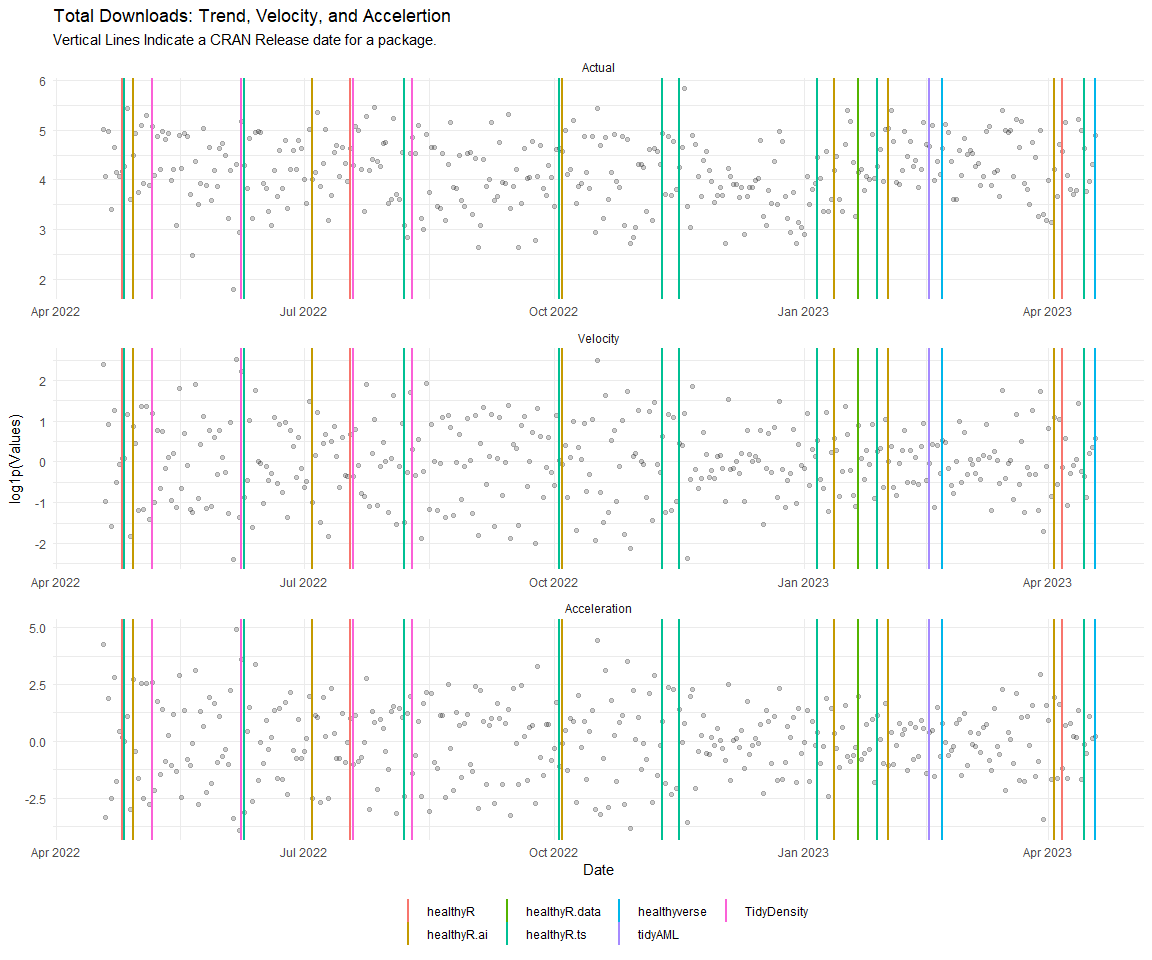 Total Downloads: Trend, Velocity, and Accelertion
Vertical Lines Indicate a CRAN Release date for a package.
Actual
6
5
4
3
2
Apr 2022
Jul 2022
Oct 2022
Jan 2023
Apr 2023
Velocity
2
1
0
-1
-2
Apr 2022
Jul 2022
Oct 2022
Jan 2023
Apr 2023
log1p(Values)
Acceleration
5.0
2.5
0.0
-2.5
Apr 2022
Jul 2022
Oct 2022
Jan 2023
Apr 2023
Date
healthyR
healthyR.data
healthyverse
TidyDensity
healthyR.ai
healthyR.ts
tidyAML